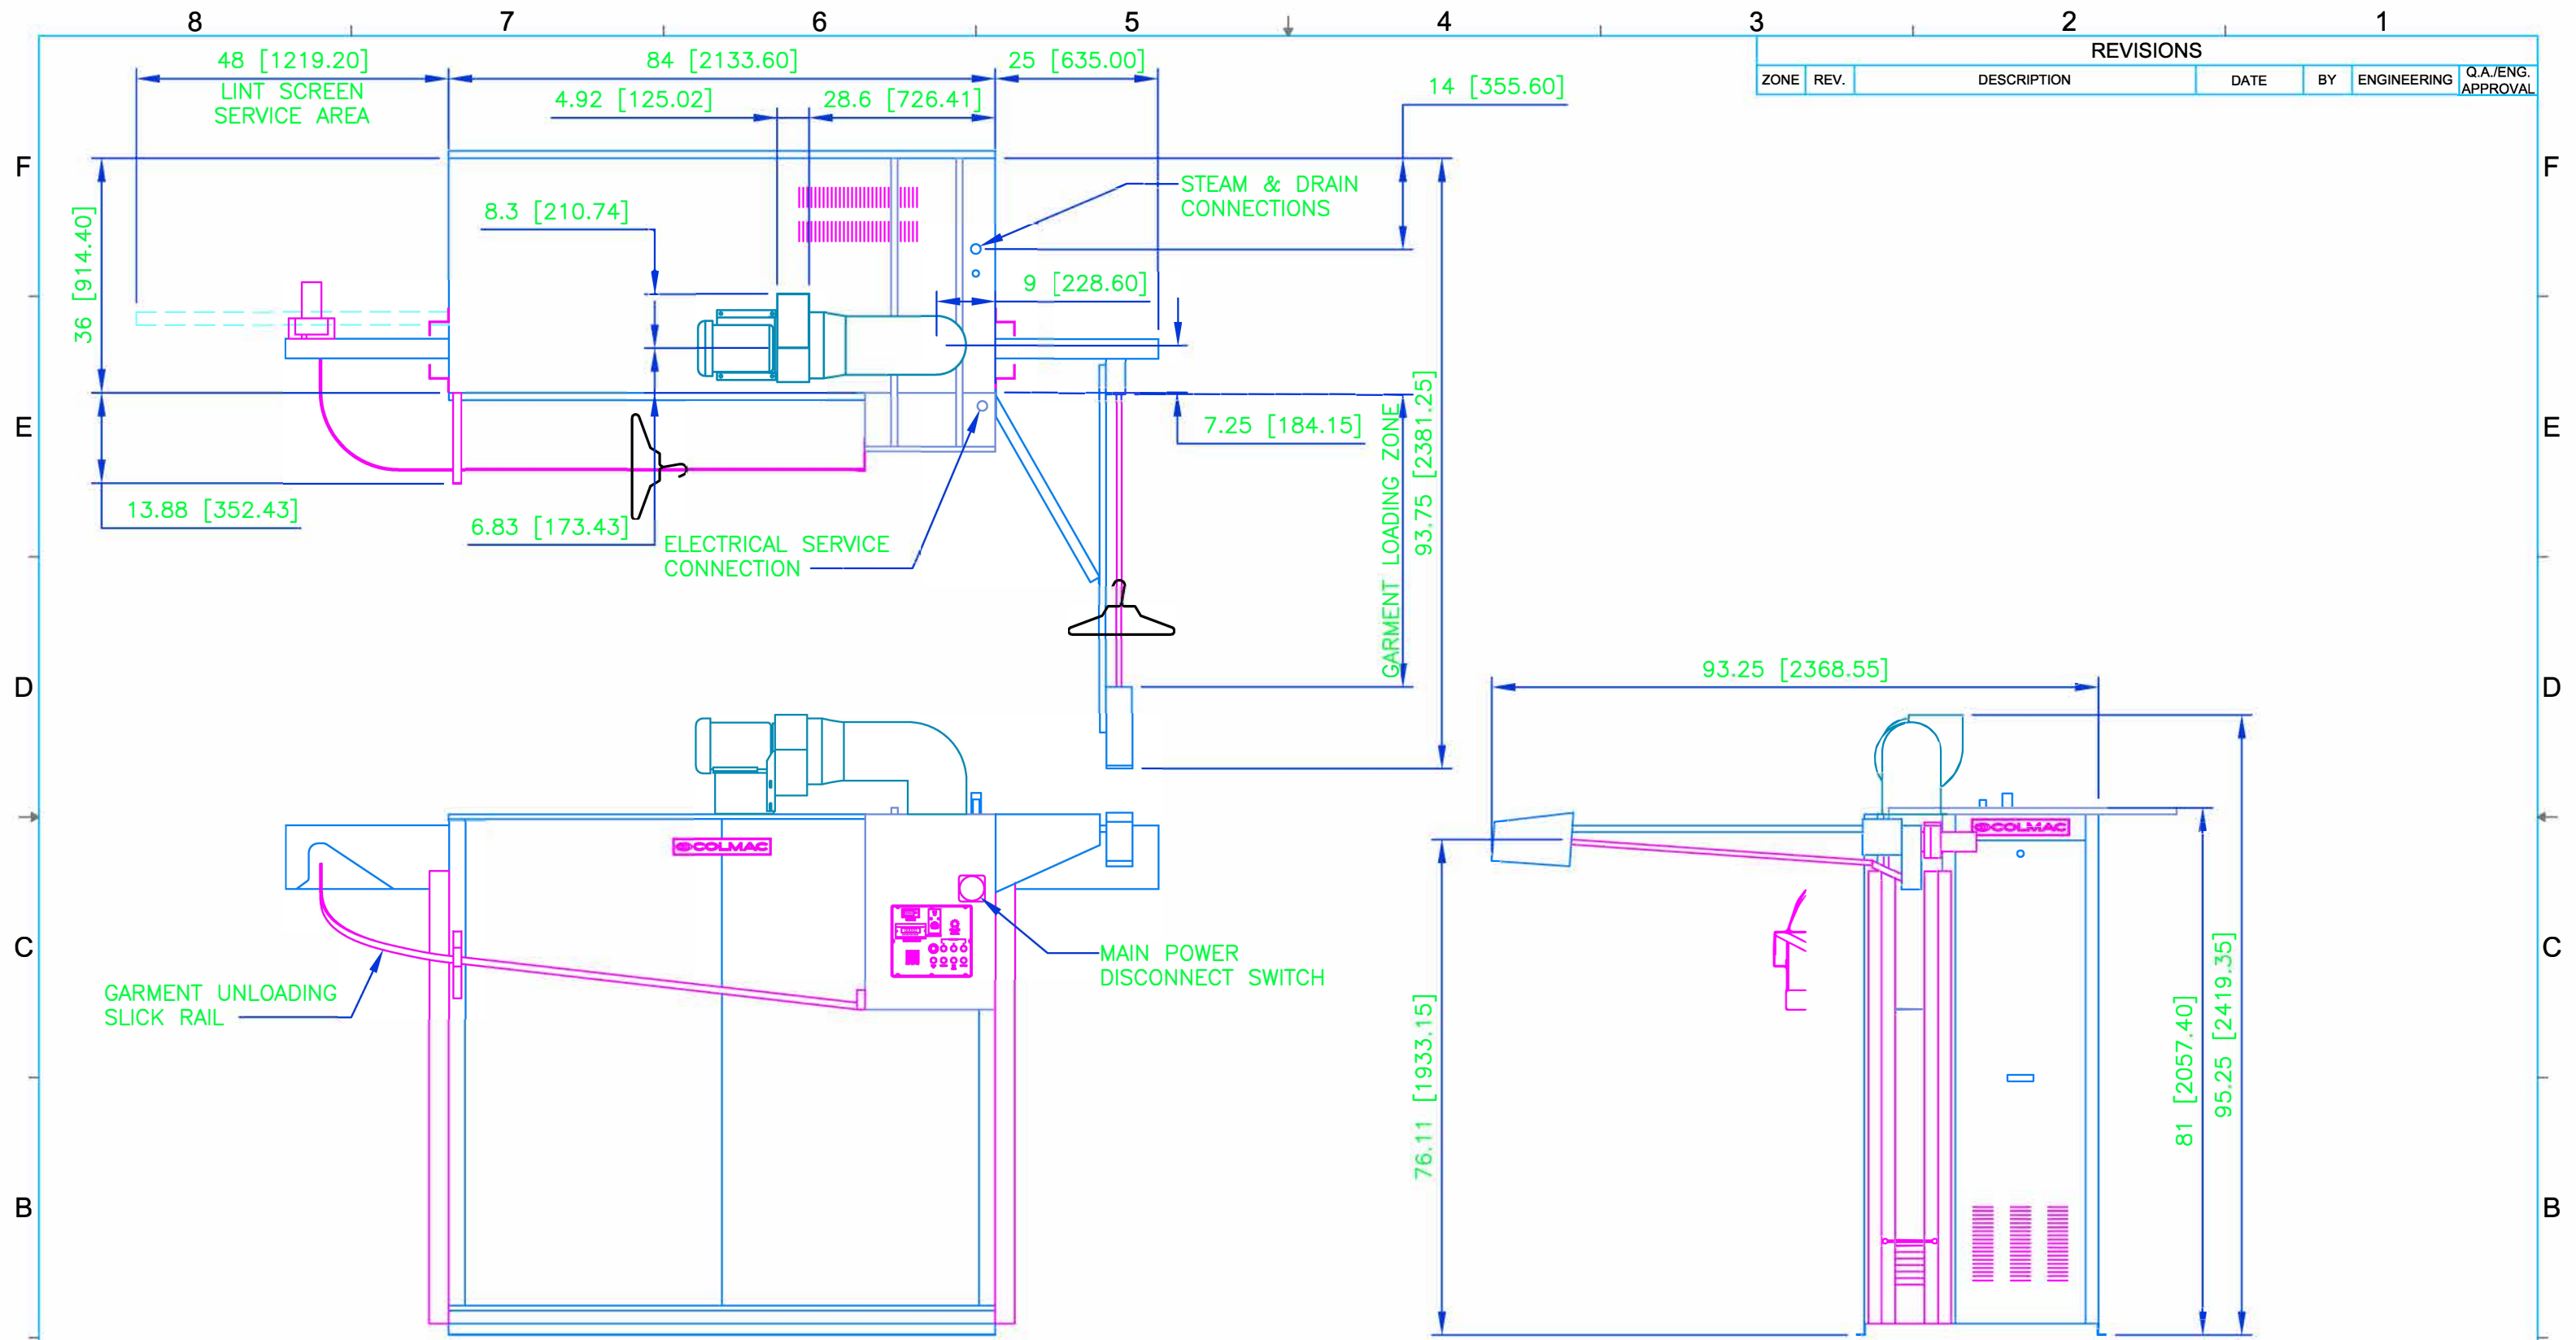 8 7 6 5 4 3 2 1
REVISIONS
ZONE REV. DESCRIPTION DATE BY ENGINEERING Q.A./ENG. APPROVAL
48 [1219.20]
LINT SCREEN
SERVICE AREA
84 [2133.60]
25 [635.00]
4.92 [125.02]
28.6 [726.41]
14 [355.60]
F
F
STEAM & DRAIN
CONNECTIONS
8.3 [210.74]
36 [914.40]
9 [228.60]
E
E
7.25 [184.15]
GARMENT LOADING ZONE
93.75 [2381.25]
13.88 [352.43]
6.83 [173.43]
ELECTRICAL SERVICE
CONNECTION
D
D
93.25 [2368.55]
COLMAC
COLMAC
C
C
MAIN POWER
DISCONNECT SWITCH
GARMENT UNLOADING
SLICK RAIL
76.11 [1933.15]
81 [2057.40]
95.25 [2419.35]
B
B